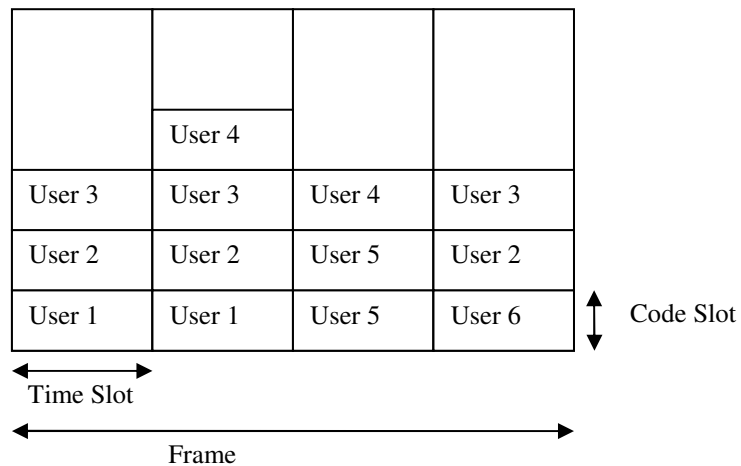 User 4
User 3 User 3 User 4 User 3
User 2 User 2 User 5 User 2
User 1 User 1 User 5 User 6
Code Slot
Time Slot
Frame